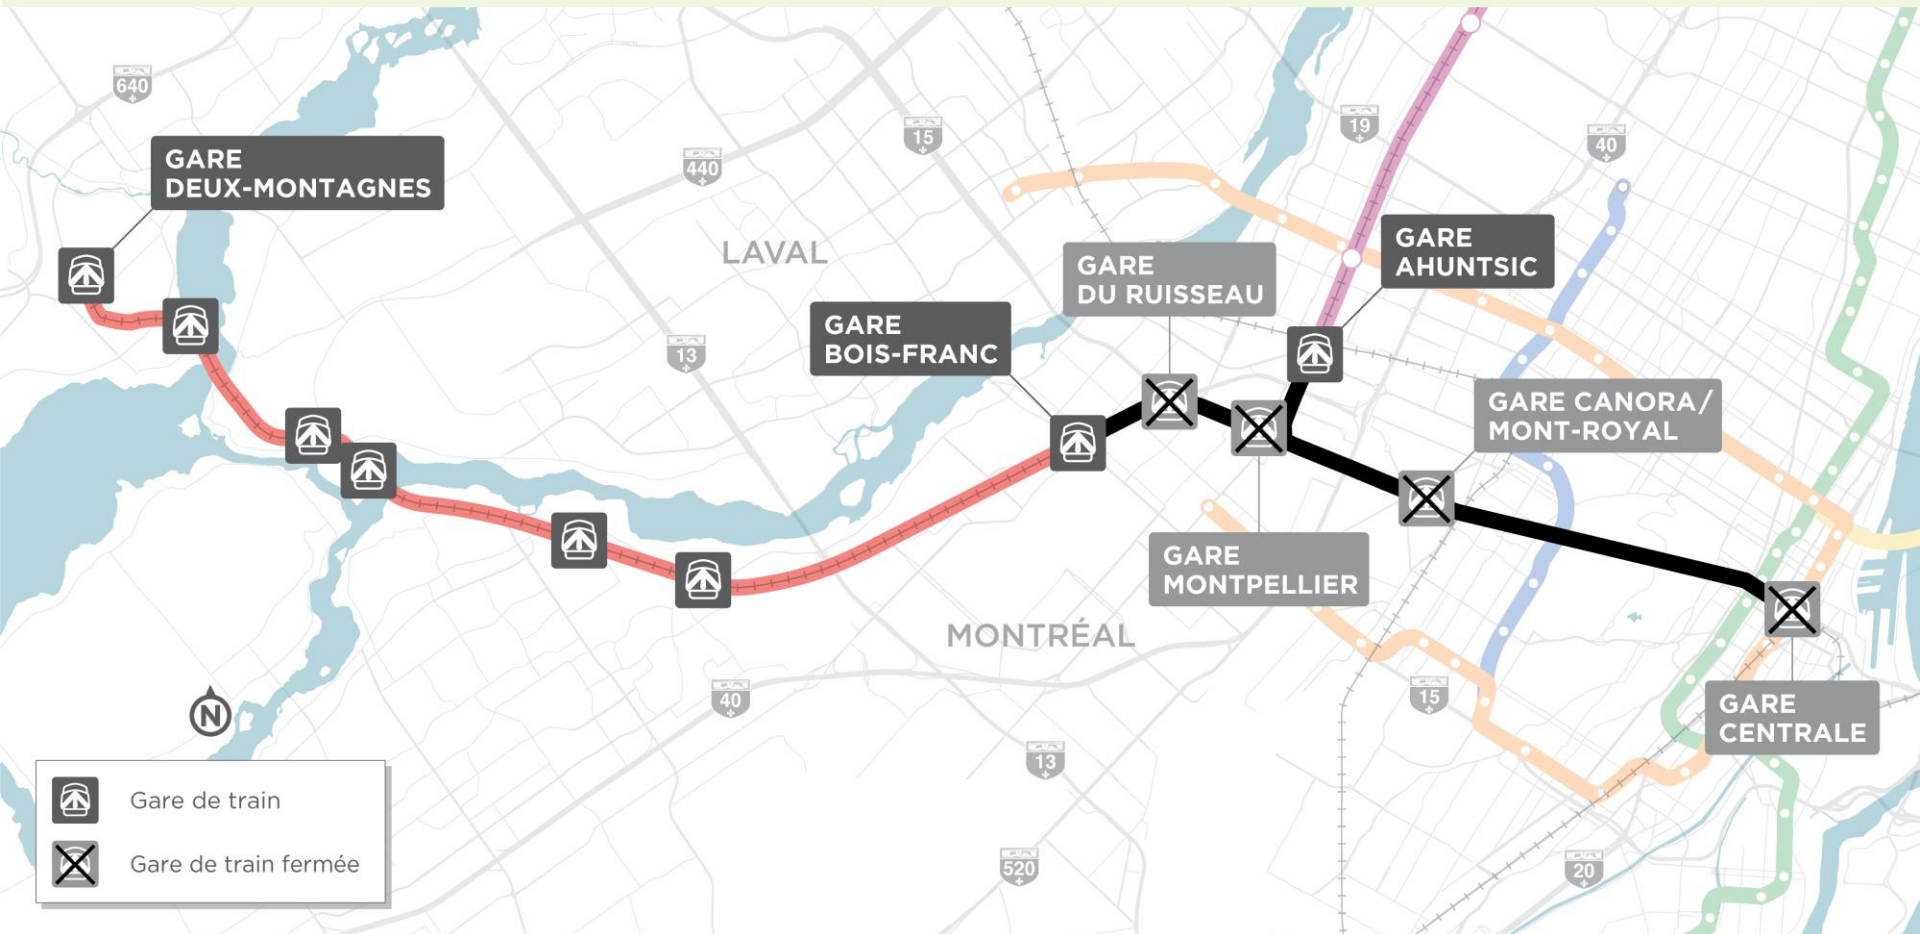 640
15
19
40
440
GARE
DEUX-MONTAGNES
LAVAL
GARE
AHUNTSIC
GARE
DU RUISSEAU
GARE
BOIS-FRANC
13
GARE CANORA/
MONT-ROYAL
GARE
MONTPELLIER
MONTRÉAL
40
15
GARE
CENTRALE
N
13
520
20
Gare de train
Gare de train fermée